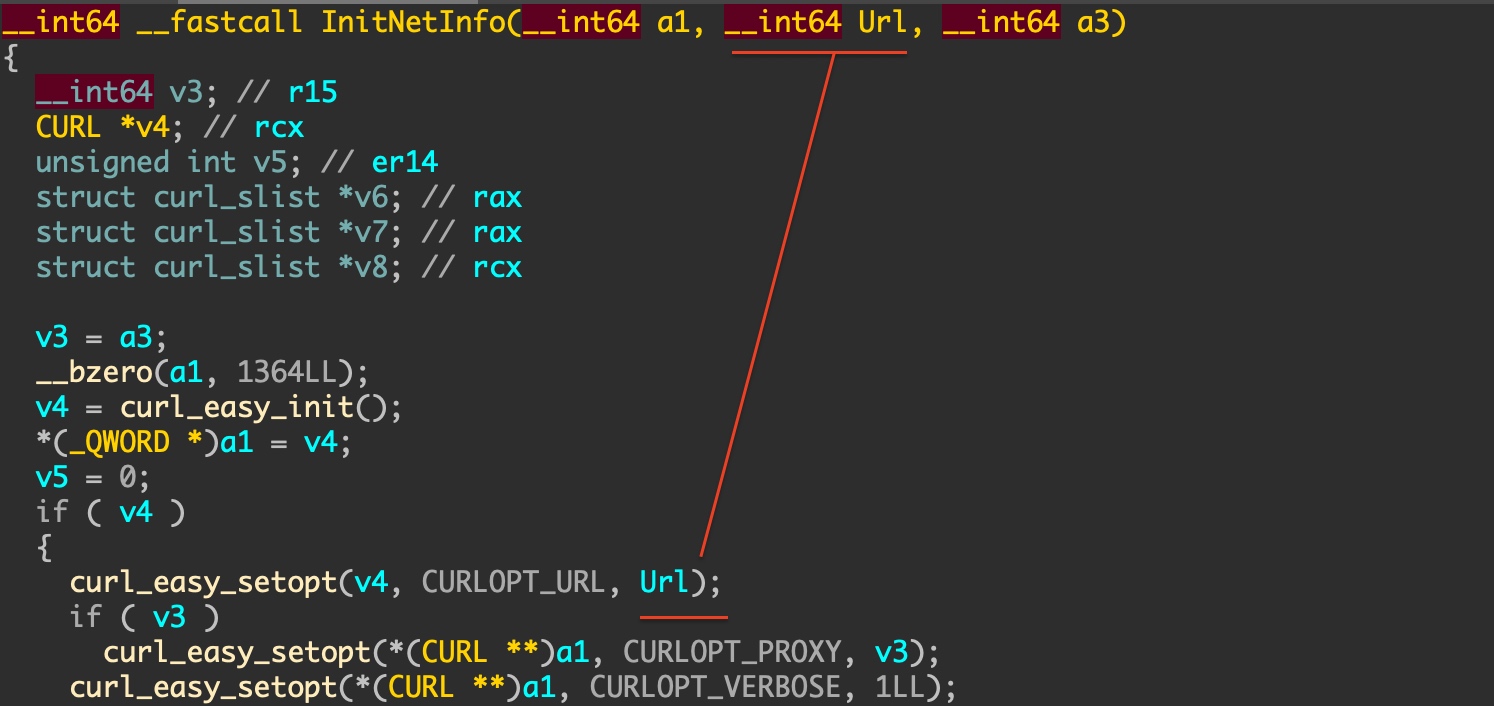 __int64 __fastcall InitNetInfo(__int64 a1, __int64 Url, __int64 a3)
{
  __int64 v3; // r15
  CURL *v4; // rcx
  unsigned int v5; // er14
  struct curl_slist *v6; // rax
  struct curl_slist *v7; // rax
  struct curl_slist *v8; // rcx

  v3 = a3;
  __bzero(a1, 1364LL);
  v4 = curl_easy_init();
  *(_QWORD *)a1 = v4;
  v5 = 0;
  if ( v4 )
  {
    curl_easy_setopt(v4, CURLOPT_URL, Url);
    if ( v3 )
      curl_easy_setopt(*(CURL **)a1, CURLOPT_PROXY, v3);
    curl_easy_setopt(*(CURL **)a1, CURLOPT_VERBOSE, 1LL);